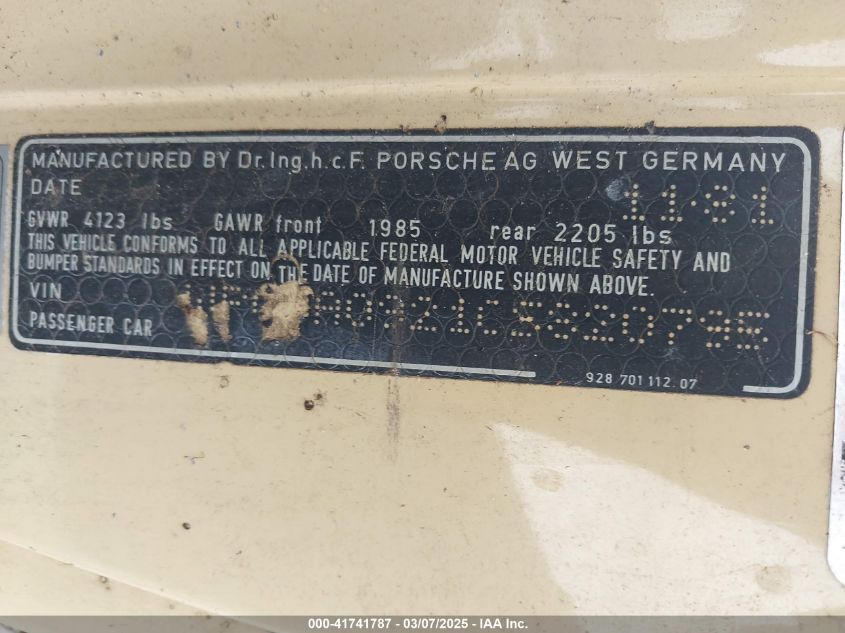 MANUFACTURED BY Dr.Ing.h.c.F. PORSCHE AG WEST GERMANY
DATE 11·81
GVWR 4123 lbs GAWR front 1985 rear 2205 lbs
THIS VEHICLE CONFORMS TO ALL APPLICABLE FEDERAL MOTOR VEHICLE SAFETY AND
BUMPER STANDARDS IN EFFECT ON THE DATE OF MANUFACTURE SHOWN ABOVE.
VIN A0921CS820795
PASSENGER CAR
928 701 112.07
000-41741787 - 03/07/2025 - IAA Inc.